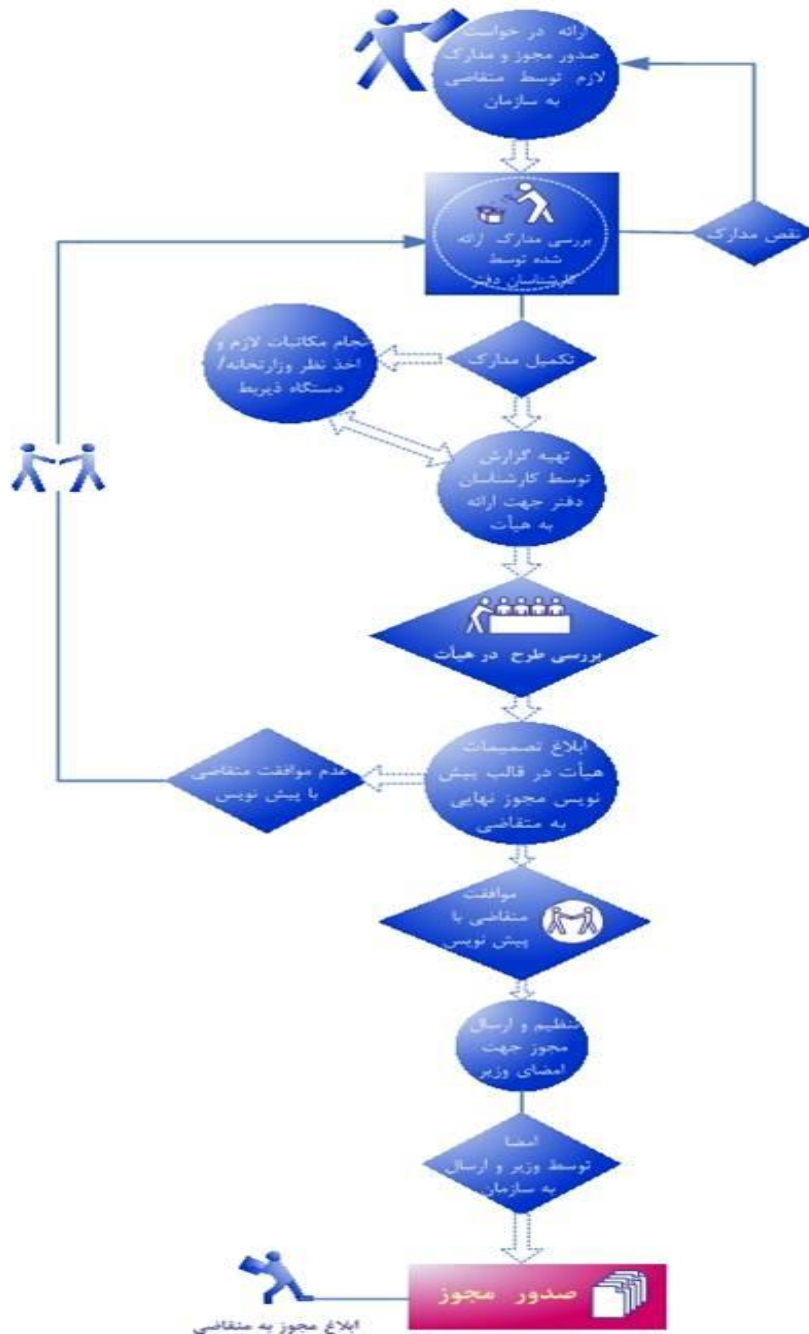 ارائه در خواست
صدور مجوز و مدارک
لازم توسط متقاضی
به سازمان
بررسی مدارک ارائه
شده توسط
کارشناسان دفتر
نقص مدارک
تکمیل مدارک
انجام مکاتبات لازم و
اخذ نظر وزارتخانه/
دستگاه ذیربط
تهیه گزارش
توسط کارشناسان
دفتر جهت ارائه
به هیأت
بررسی طرح در هیأت
ابلاغ تصمیمات
هیأت در قالب پیش
نویس مجوز نهایی
به متقاضی
عدم موافقت متقاضی
با پیش نویس
موافقت
متقاضی با
پیش نویس
تنظیم و ارسال
مجوز جهت
امضای وزیر
امضا
توسط وزیر و ارسال
به سازمان
صدور مجوز
ابلاغ مجوز به متقاضی